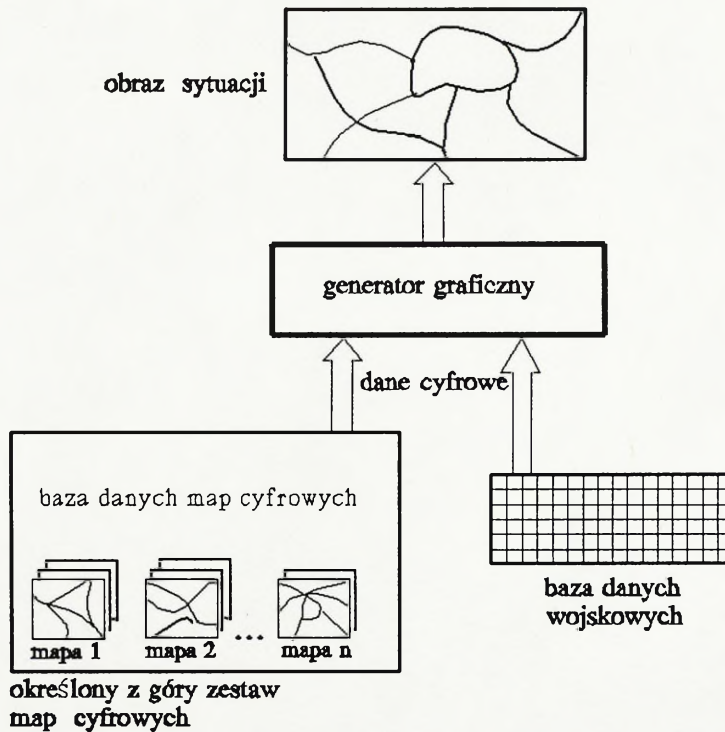 obraz sytuacji
generator graficzny
dane cyfrowe
baza danych map cyfrowych
mapa 1
mapa 2
...
mapa n
określony z góry zestaw
map cyfrowych
baza danych
wojskowych